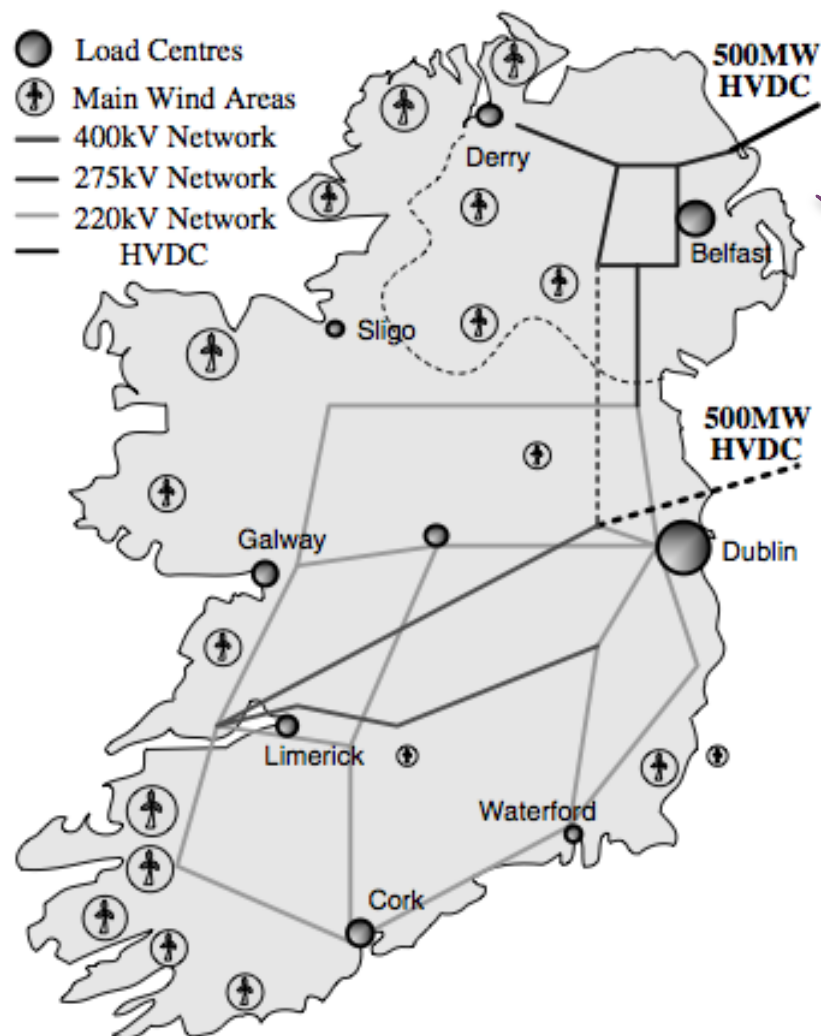 Load Centres
Main Wind Areas
400kV Network
275kV Network
220kV Network
HVDC
500MW
HVDC
Derry
Belfast
Sligo
500MW
HVDC
Galway
Dublin
Limerick
Waterford
Cork